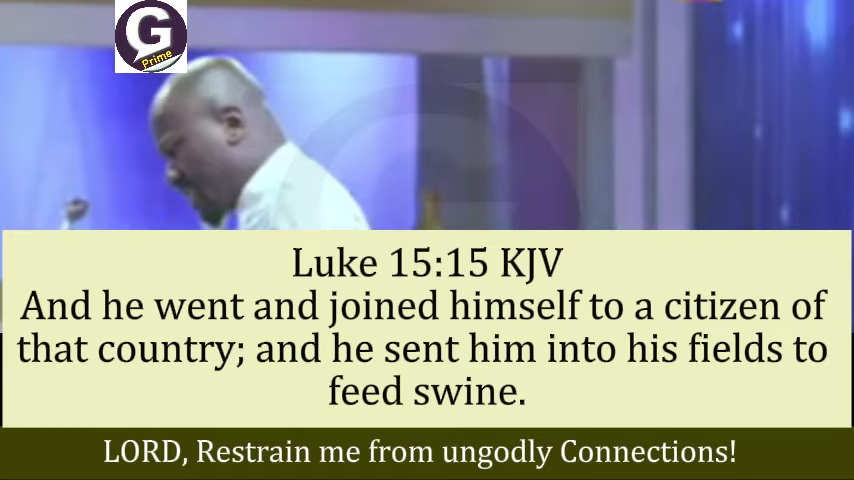 G
Prime
Luke 15:15 KJV
And he went and joined himself to a citizen of
that country; and he sent him into his fields to
feed swine.
LORD, Restrain me from ungodly Connections!